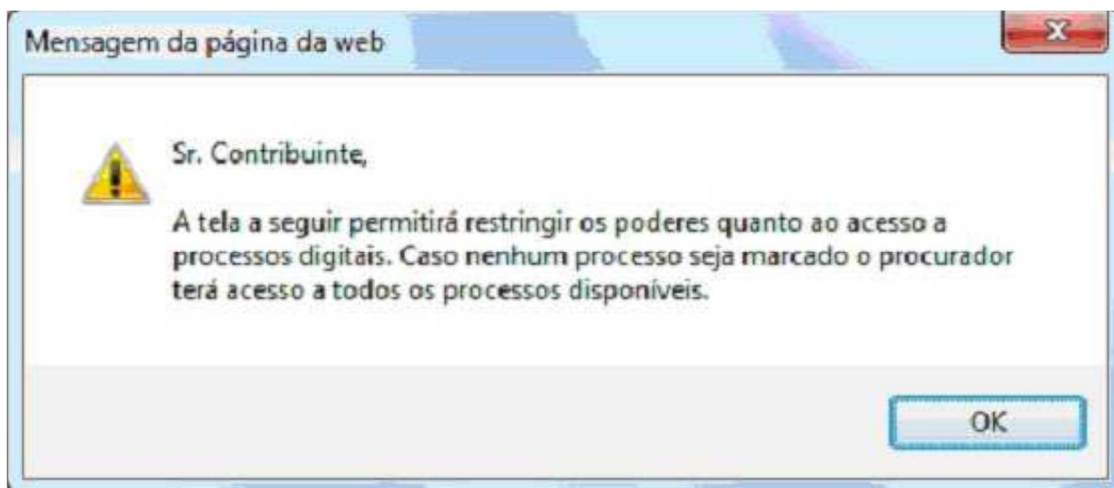 Mensagem da página da web
Sr. Contribuinte,
A tela a seguir permitirá restringir os poderes quanto ao acesso a
processos digitais. Caso nenhum processo seja marcado o procurador
terá acesso a todos os processos disponíveis.
OK